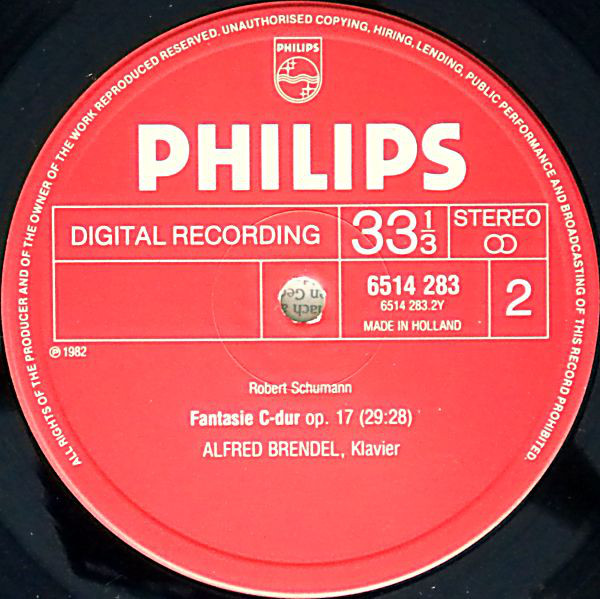 ALL RIGHTS OF THE PRODUCER AND OF THE OWNER OF THE WORK REPRODUCED RESERVED. UNAUTHORISED COPYING, HIRING, LENDING, PUBLIC PERFORMANCE AND BROADCASTING OF THIS RECORD PROHIBITED.
PHILIPS
PHILIPS
DIGITAL RECORDING
33 1/3
STEREO
6514 283
6514 283.2Y
MADE IN HOLLAND
2
℗ 1982
Robert Schumann
Fantasie C-dur op. 17 (29:28)
ALFRED BRENDEL, Klavier